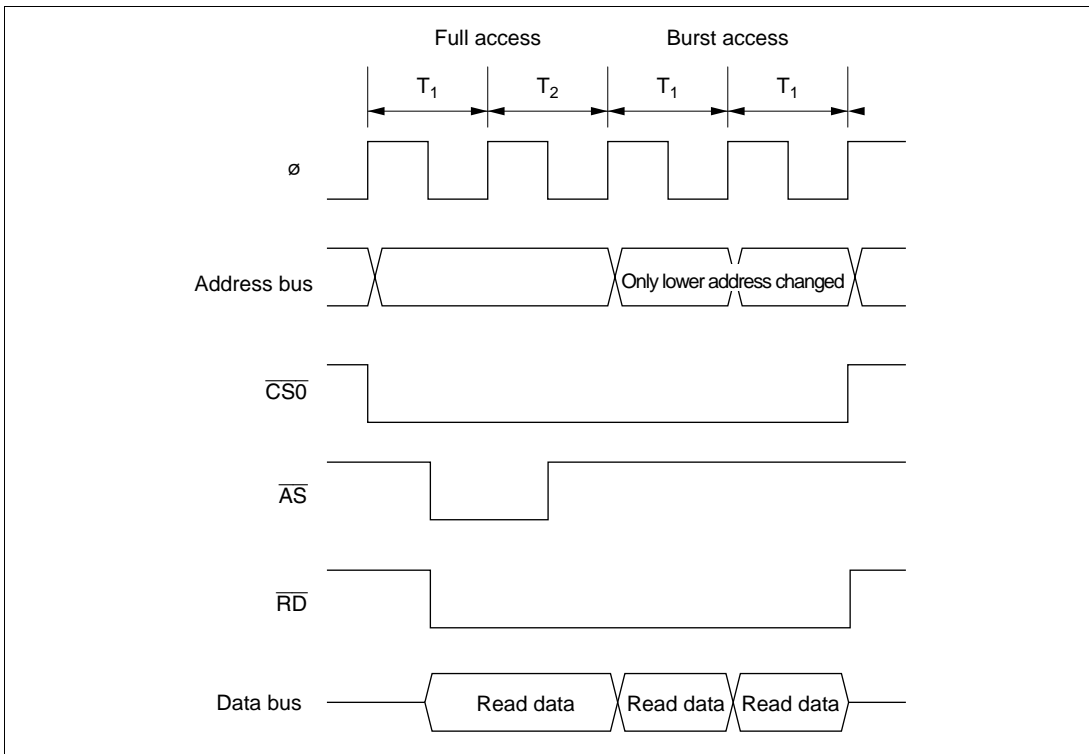 Full access Burst access
T1 T2 T1 T1
ø
Address bus
Only lower address changed
CS0
AS
RD
Data bus
Read data Read data Read data